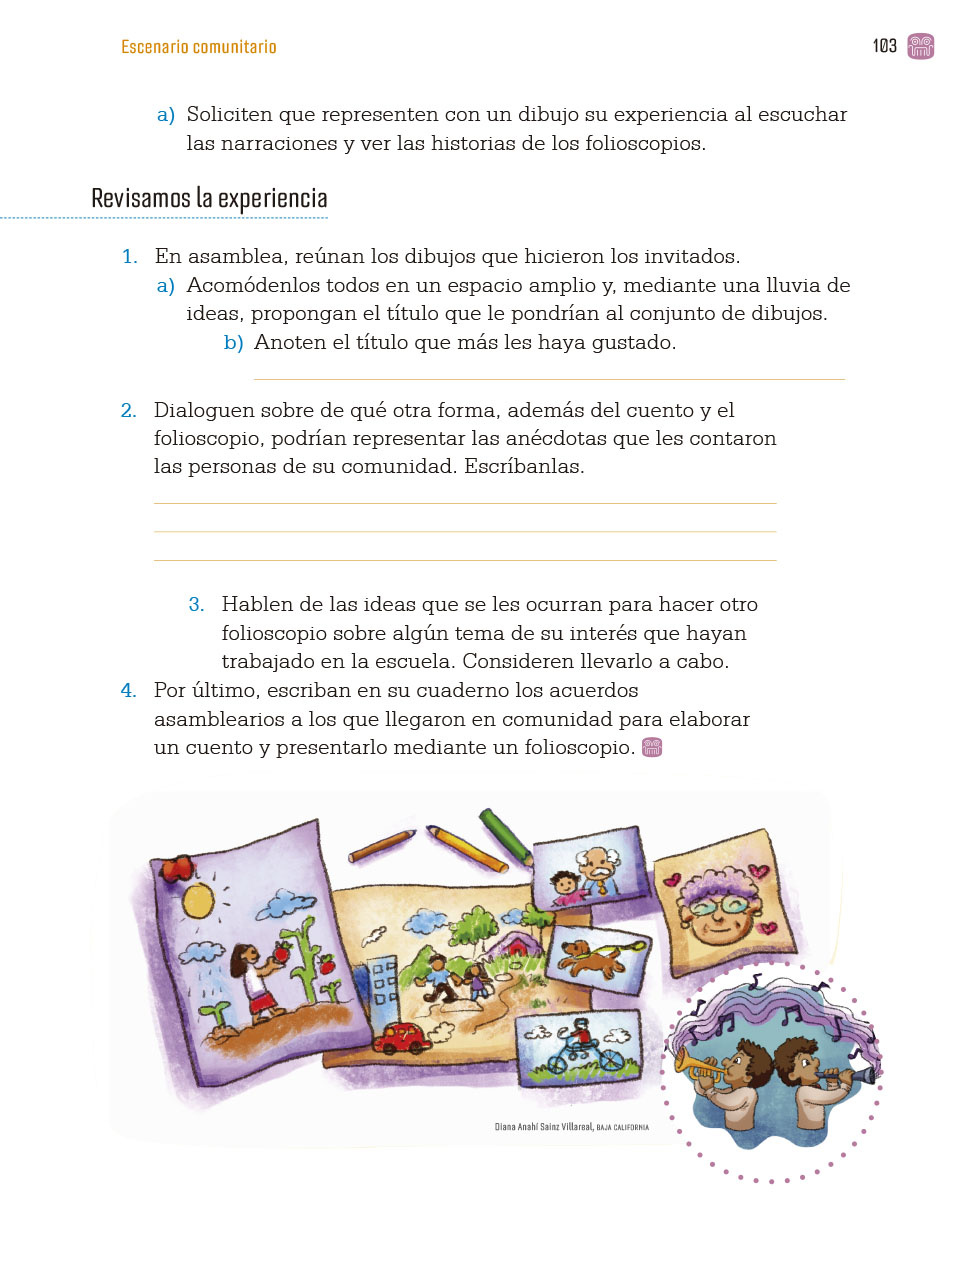 Escenario comunitario
103
a) Soliciten que representen con un dibujo su experiencia al escuchar
las narraciones y ver las historias de los folioscopios.
Revisamos la experiencia
1. En asamblea, reúnan los dibujos que hicieron los invitados.
a) Acomódenlos todos en un espacio amplio y, mediante una lluvia de
ideas, propongan el título que le pondrían al conjunto de dibujos.
b) Anoten el título que más les haya gustado.
2. Dialoguen sobre de qué otra forma, además del cuento y el
folioscopio, podrían representar las anécdotas que les contaron
las personas de su comunidad. Escríbanlas.
3. Hablen de las ideas que se les ocurran para hacer otro
folioscopio sobre algún tema de su interés que hayan
trabajado en la escuela. Consideren llevarlo a cabo.
4. Por último, escriban en su cuaderno los acuerdos
asamblearios a los que llegaron en comunidad para elaborar
un cuento y presentarlo mediante un folioscopio.
Diana Anahí Sainz Villareal, BAJA CALIFORNIA